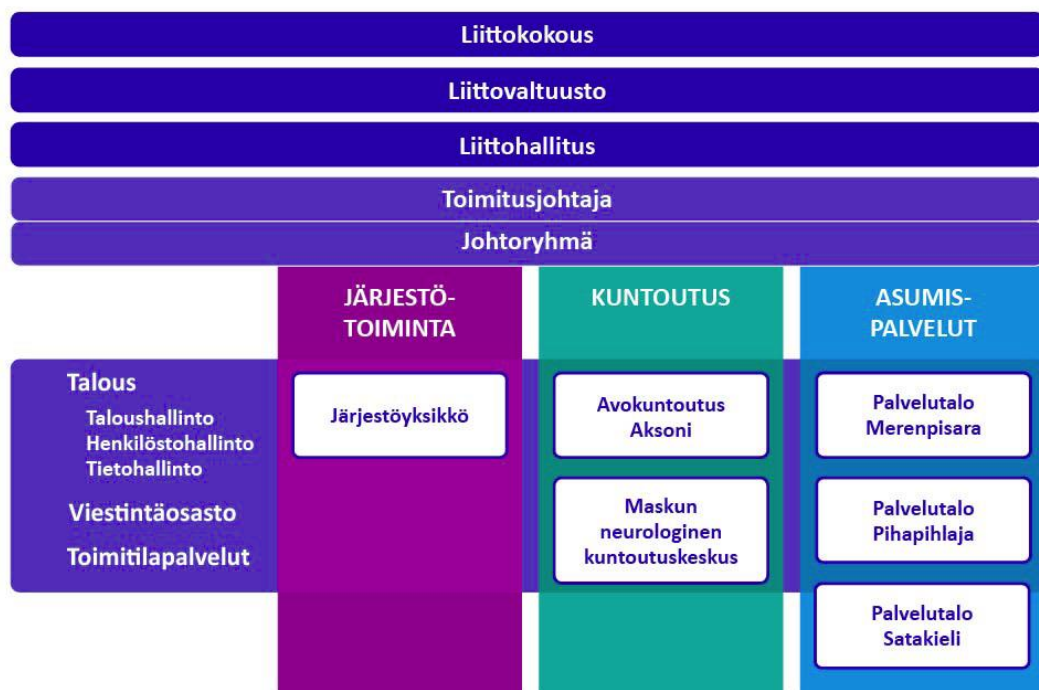 Liittokokous
Liittovaltuusto
Liittohallitus
Toimitusjohtaja
Johtoryhmä
JÄRJESTÖ-
TOIMINTA
KUNTOUTUS
ASUMIS-
PALVELUT
Talous
Taloushallinto
Henkilöstohallinto
Tietohallinto
Viestintäosasto
Toimitilapalvelut
Järjestöyksikkö
Avokuntoutus
Aksoni
Maskun
neurologinen
kuntoutuskeskus
Palvelutalo
Merenpisara
Palvelutalo
Pihapihlaja
Palvelutalo
Satakieli